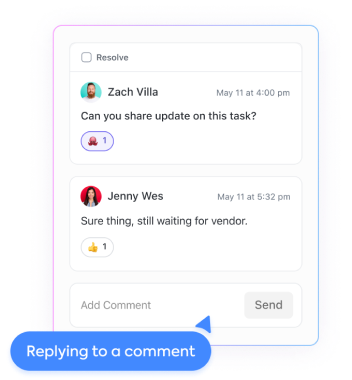 Resolve
Zach Villa May 11 at 4:00 pm
Can you share update on this task?
1
Jenny Wes May 11 at 5:32 pm
Sure thing, still waiting for vendor.
👍 1
Add Comment Send
Replying to a comment